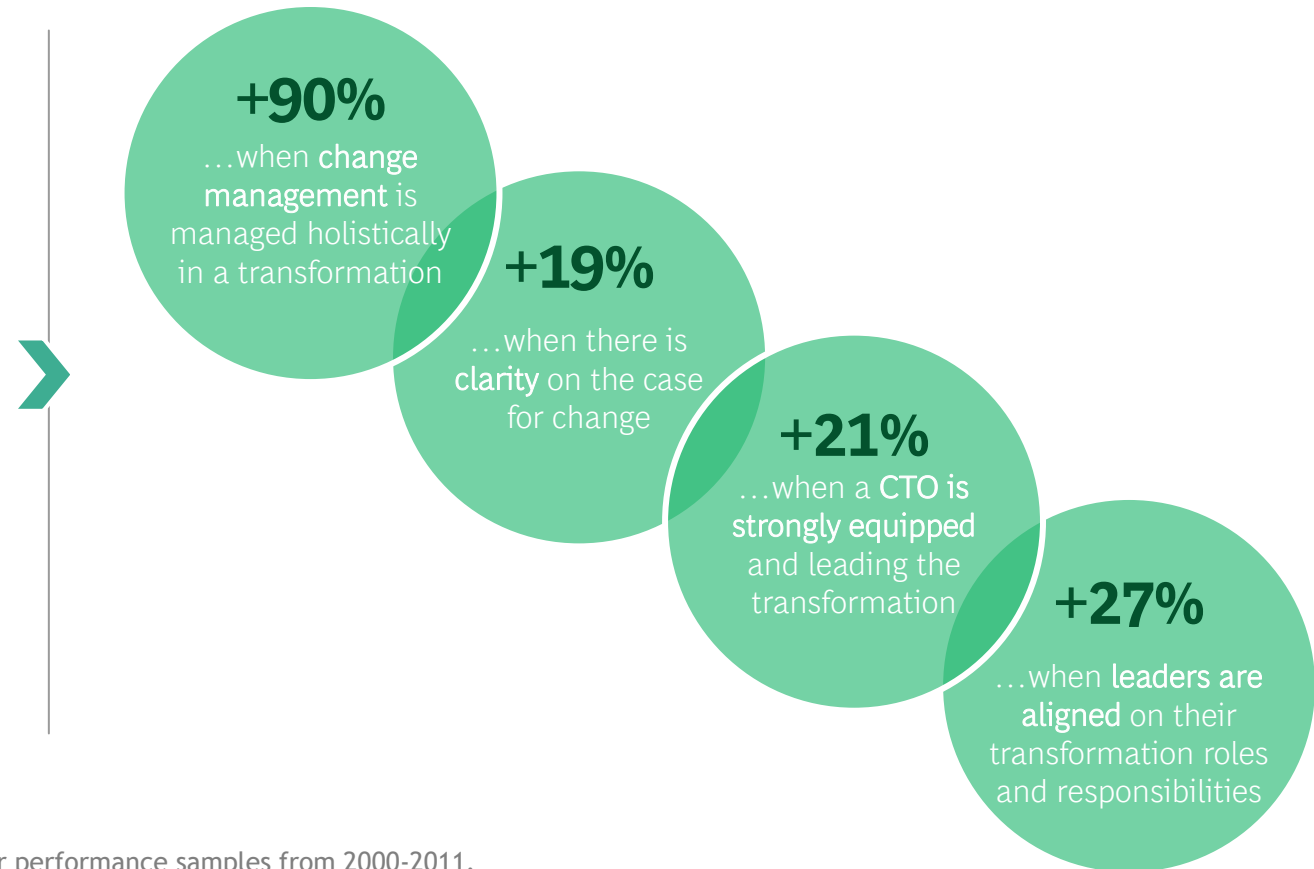 +90%
…when change
management is
managed holistically
in a transformation
+19%
…when there is
clarity on the case
for change
+21%
…when a CTO is
strongly equipped
and leading the
transformation
+27%
…when leaders are
aligned on their
transformation roles
and responsibilities
performance samples from 2000-2011.